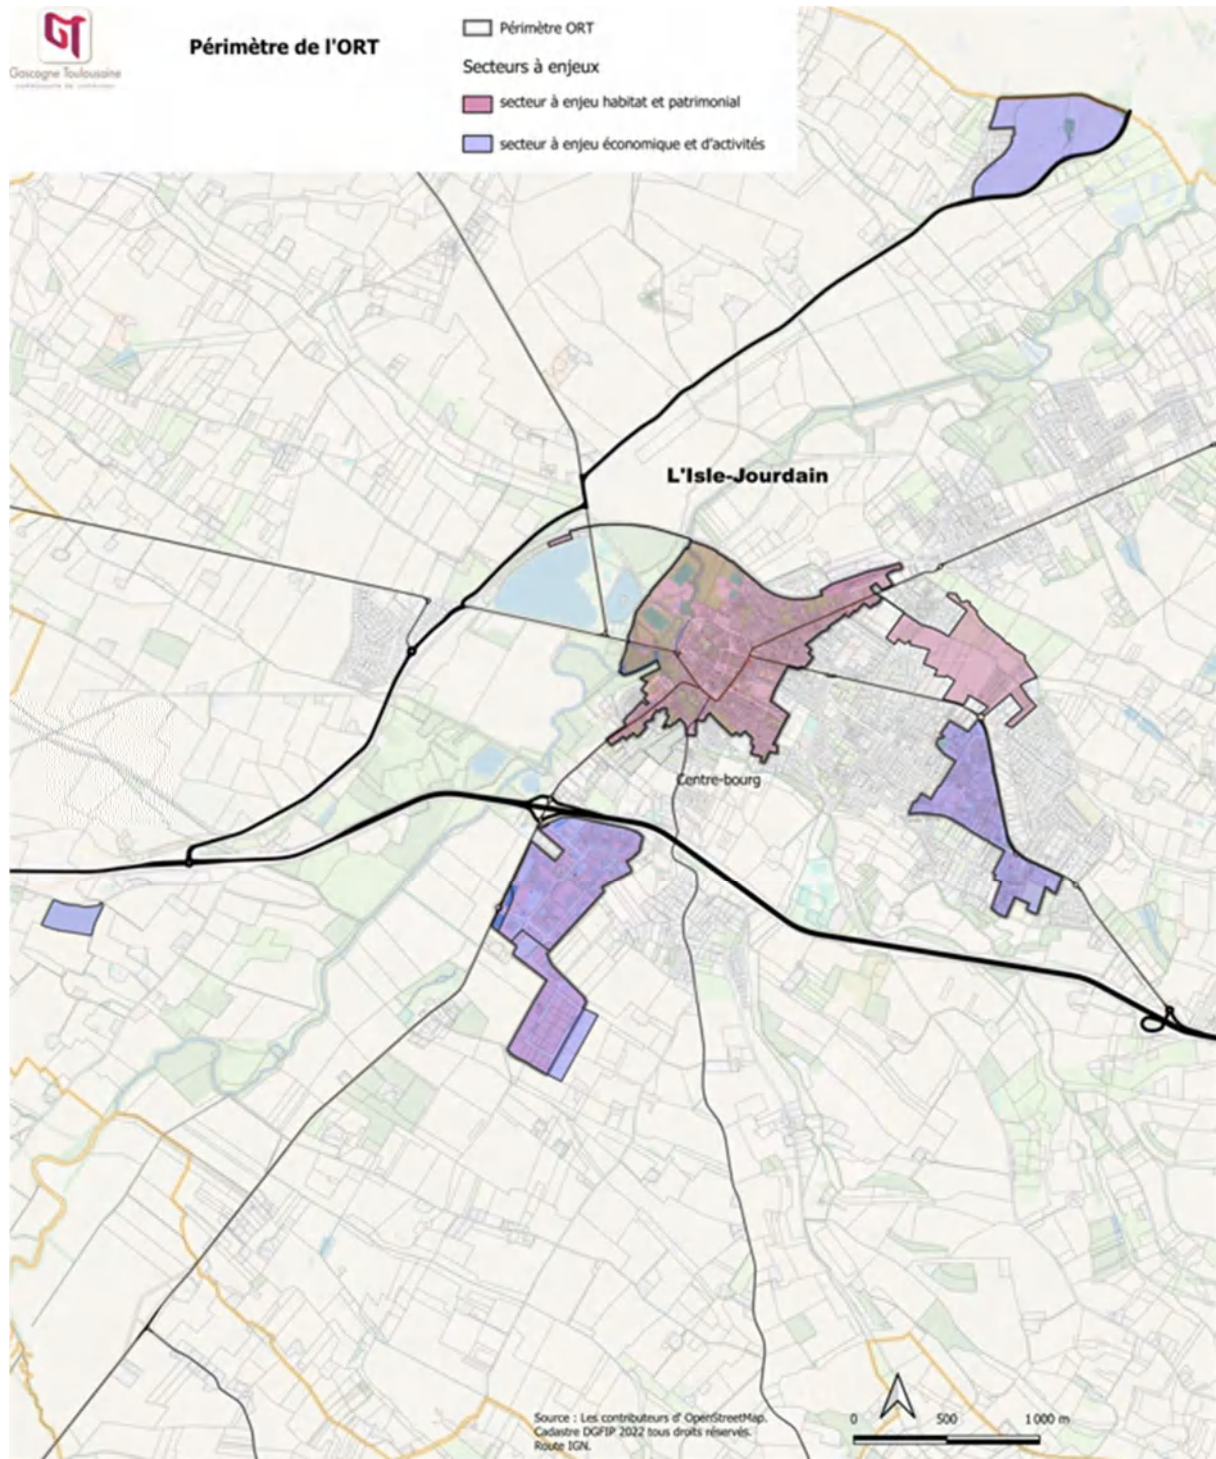 GT
Gascogne Toulousaine
Périmètre de l'ORT
Périmètre ORT
Secteurs à enjeux
secteur à enjeu habitat et patrimonial
secteur à enjeu économique et d'activités
L'Isle-Jourdain
Centre-bourg
Source : Les contributeurs d' OpenStreetMap.
Cadastre DGFIP 2022 tous droits réservés.
Route IGN.
0 500 1 000 m